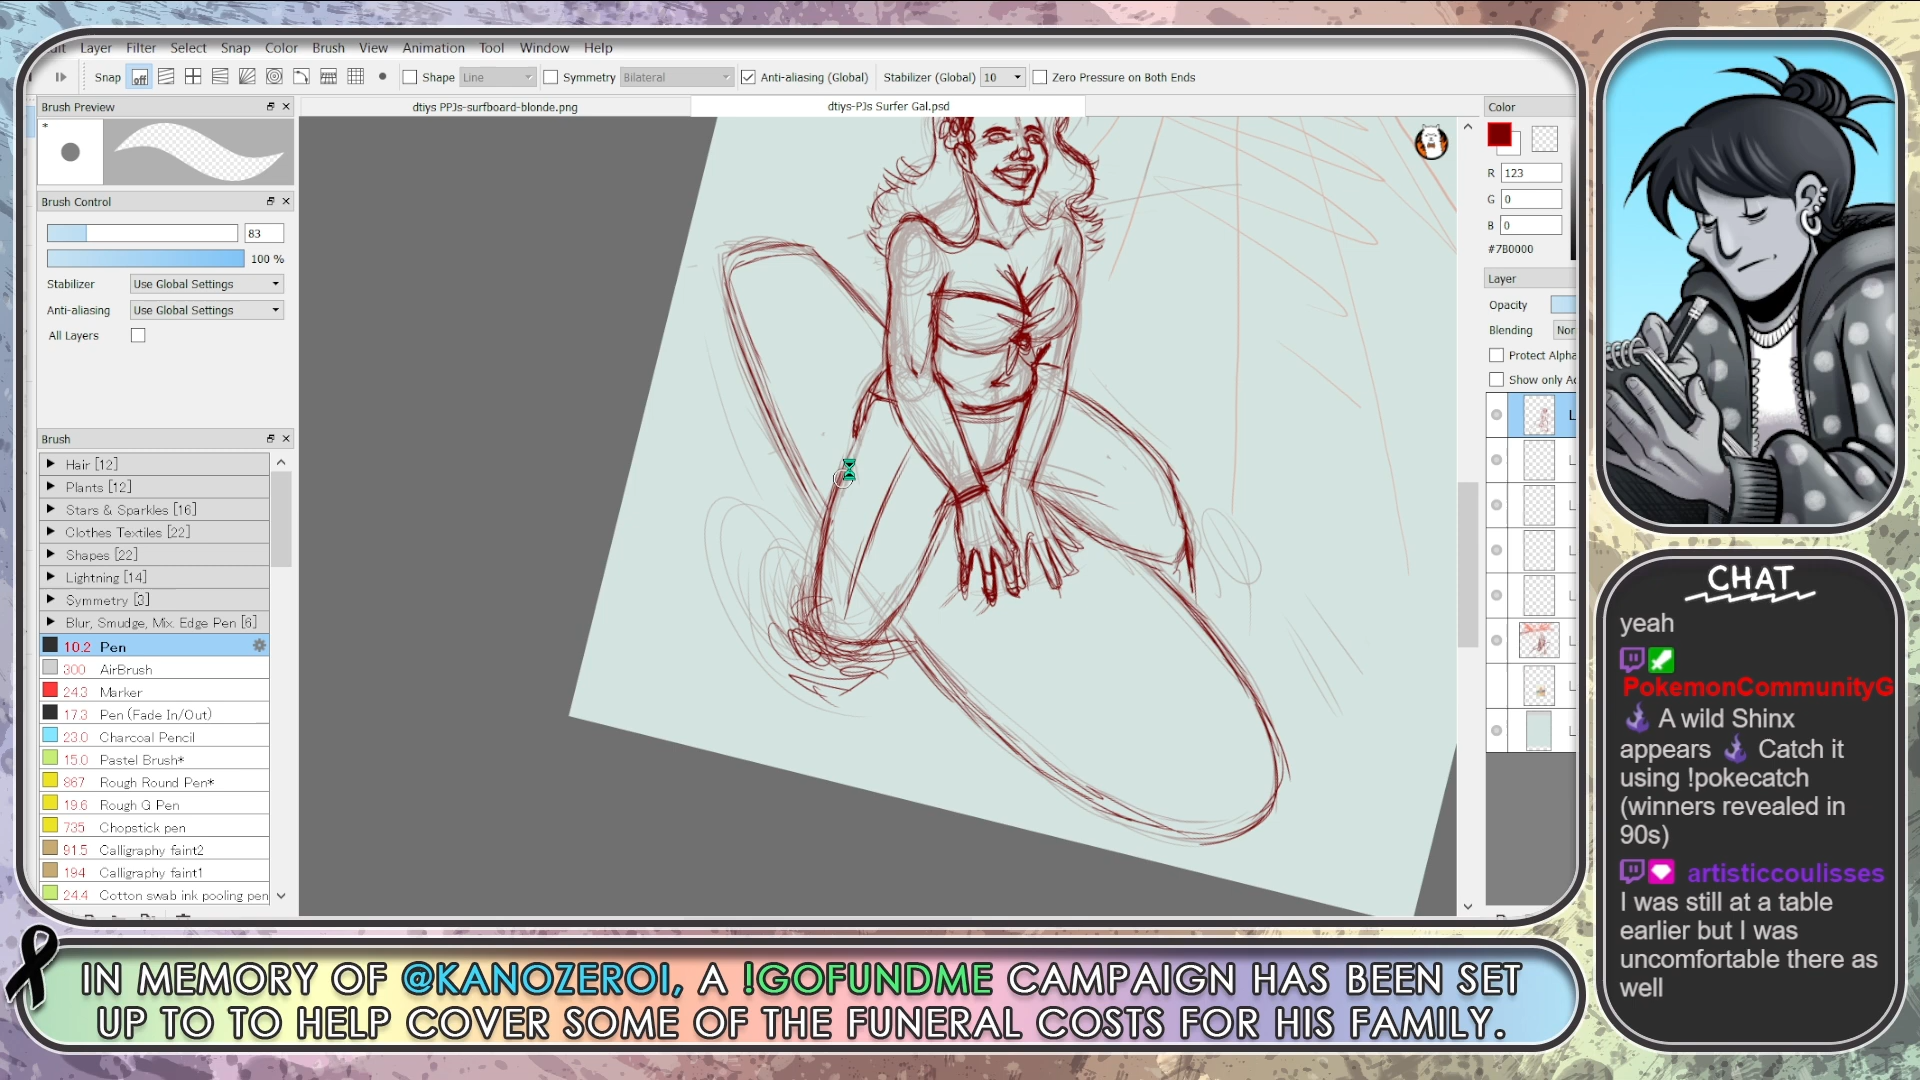 Layer Filter Select Snap Color Brush View Animation Tool Window Help
Snap off Shape Line Symmetry Bilateral Anti-aliasing (Global) Stabilizer (Global) 10 Zero Pressure on Both Ends
Brush Preview
dtiys PPJs-surfboard-blonde.png
dtiys-PJs Surfer Gal.psd
*
Brush Control
83
100 %
Stabilizer Use Global Settings
Anti-aliasing Use Global Settings
All Layers
Brush
Hair [12]
Plants [12]
Stars & Sparkles [16]
Clothes Textiles [22]
Shapes [22]
Lightning [14]
Symmetry [3]
Blur, Smudge, Mix. Edge Pen [6]
10.2 Pen
300 AirBrush
24.3 Marker
17.3 Pen (Fade In/Out)
23.0 Charcoal Pencil
15.0 Pastel Brush*
867 Rough Round Pen*
19.6 Rough G Pen
735 Chopstick pen
91.5 Calligraphy faint2
194 Calligraphy faint1
24.4 Cotton swab ink pooling pen
Color
R 123
G 0
B 0
#7B0000
Layer
Opacity
Blending Nor
Protect Alpha
Show only Ac
CHAT
yeah
PokemonCommunityG
A wild Shinx
appears Catch it
using !pokecatch
(winners revealed in
90s)
artisticcoulisses
I was still at a table
earlier but I was
uncomfortable there as
well
IN MEMORY OF @KANOZEROI, A !GOFUNDME CAMPAIGN HAS BEEN SET
UP TO TO HELP COVER SOME OF THE FUNERAL COSTS FOR HIS FAMILY.